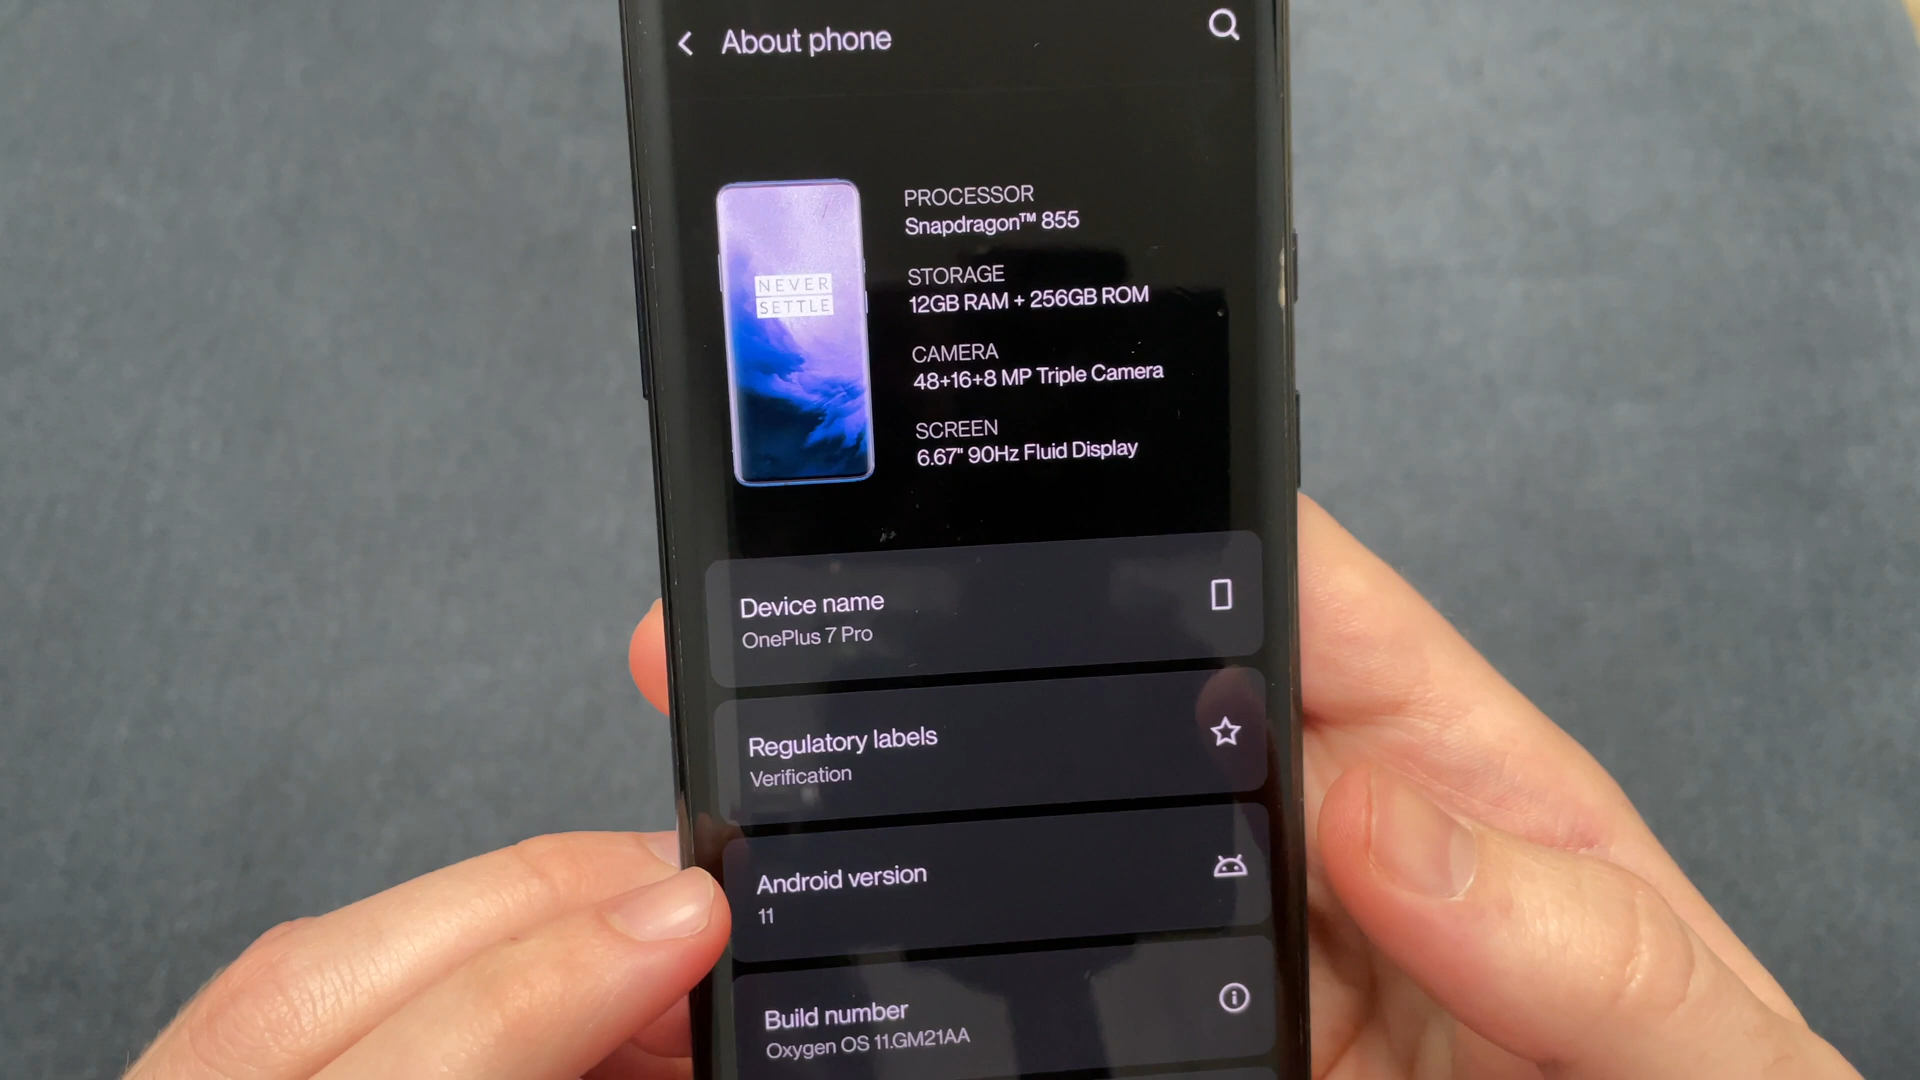 About phone
NEVER
SETTLE
PROCESSOR
Snapdragon™ 855
STORAGE
12GB RAM + 256GB ROM
CAMERA
48+16+8 MP Triple Camera
SCREEN
6.67" 90Hz Fluid Display
Device name
OnePlus 7 Pro
Regulatory labels
Verification
Android version
11
Build number
Oxygen OS 11.GM21AA